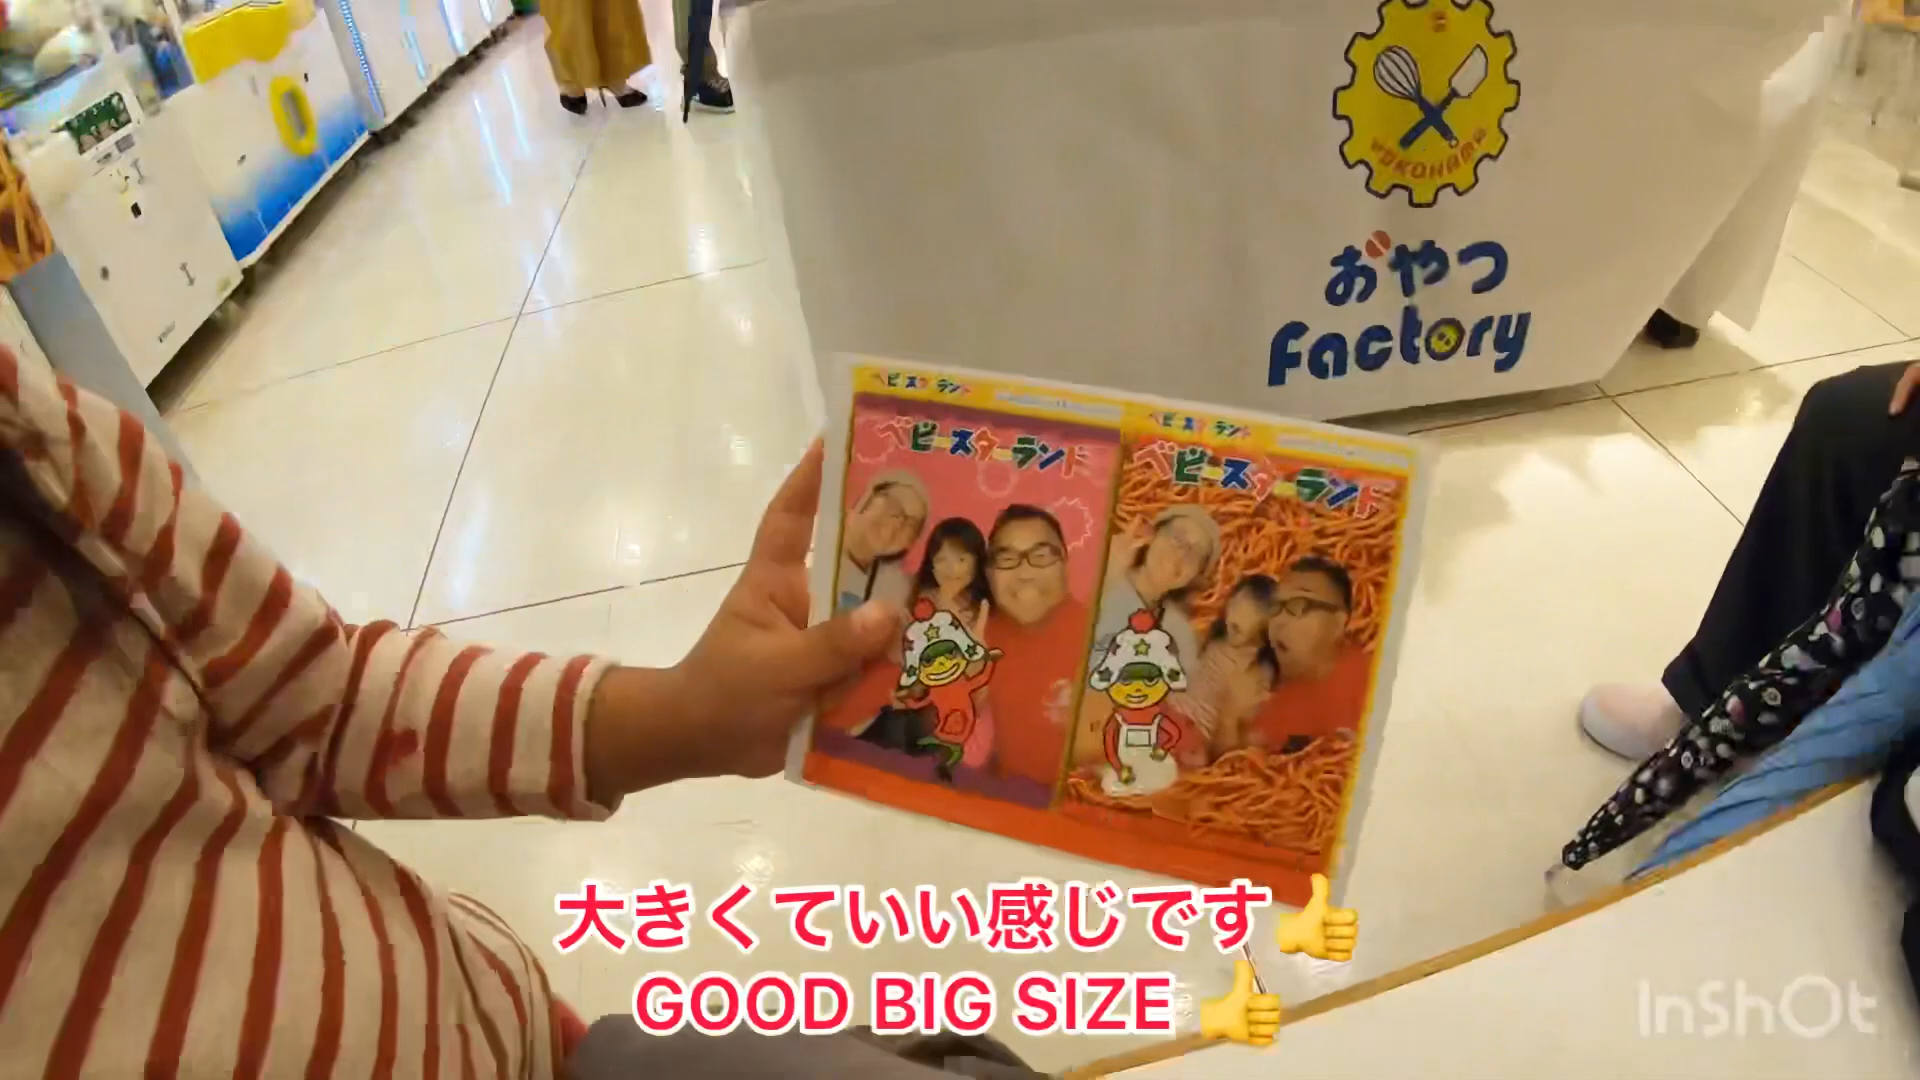 YOKOHAMA
おやつ
Factory
ベビースターランド
ベビースターランド
ベビースターランド
ベビースターランド
大きくていい感じです👍
GOOD BIG SIZE👍
InShOt